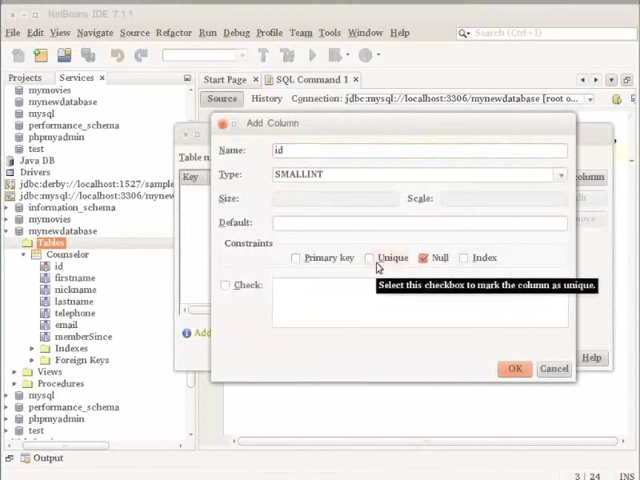 NetBeans IDE 7.1.1
File Edit View Navigate Source Refactor Run Debug Profile Team Tools Window Help
Search (Ctrl+I)
Projects
Services
Start Page
SQL Command 1
Source
History
Connection:
jdbc:mysql://localhost:3306/mynewdatabase [root o...
mymovies
mynewdatabase
mysql
performance_schema
phpmyadmin
test
Java DB
Drivers
jdbc:derby://localhost:1527/sample
jdbc:mysql://localhost:3306/mynew
information_schema
mymovies
mynewdatabase
Tables
Counselor
id
firstname
nickname
lastname
telephone
email
memberSince
Indexes
Foreign Keys
Views
Procedures
mysql
performance_schema
phpmyadmin
test
Output
Table n
Key
olumn
dit
ove
Add
Help
Add Column
Name:
id
Type:
SMALLINT
Size:
Scale:
Default:
Constraints
Primary key
Unique
Null
Index
Check:
Select this checkbox to mark the column as unique.
OK
Cancel
3 | 24
INS